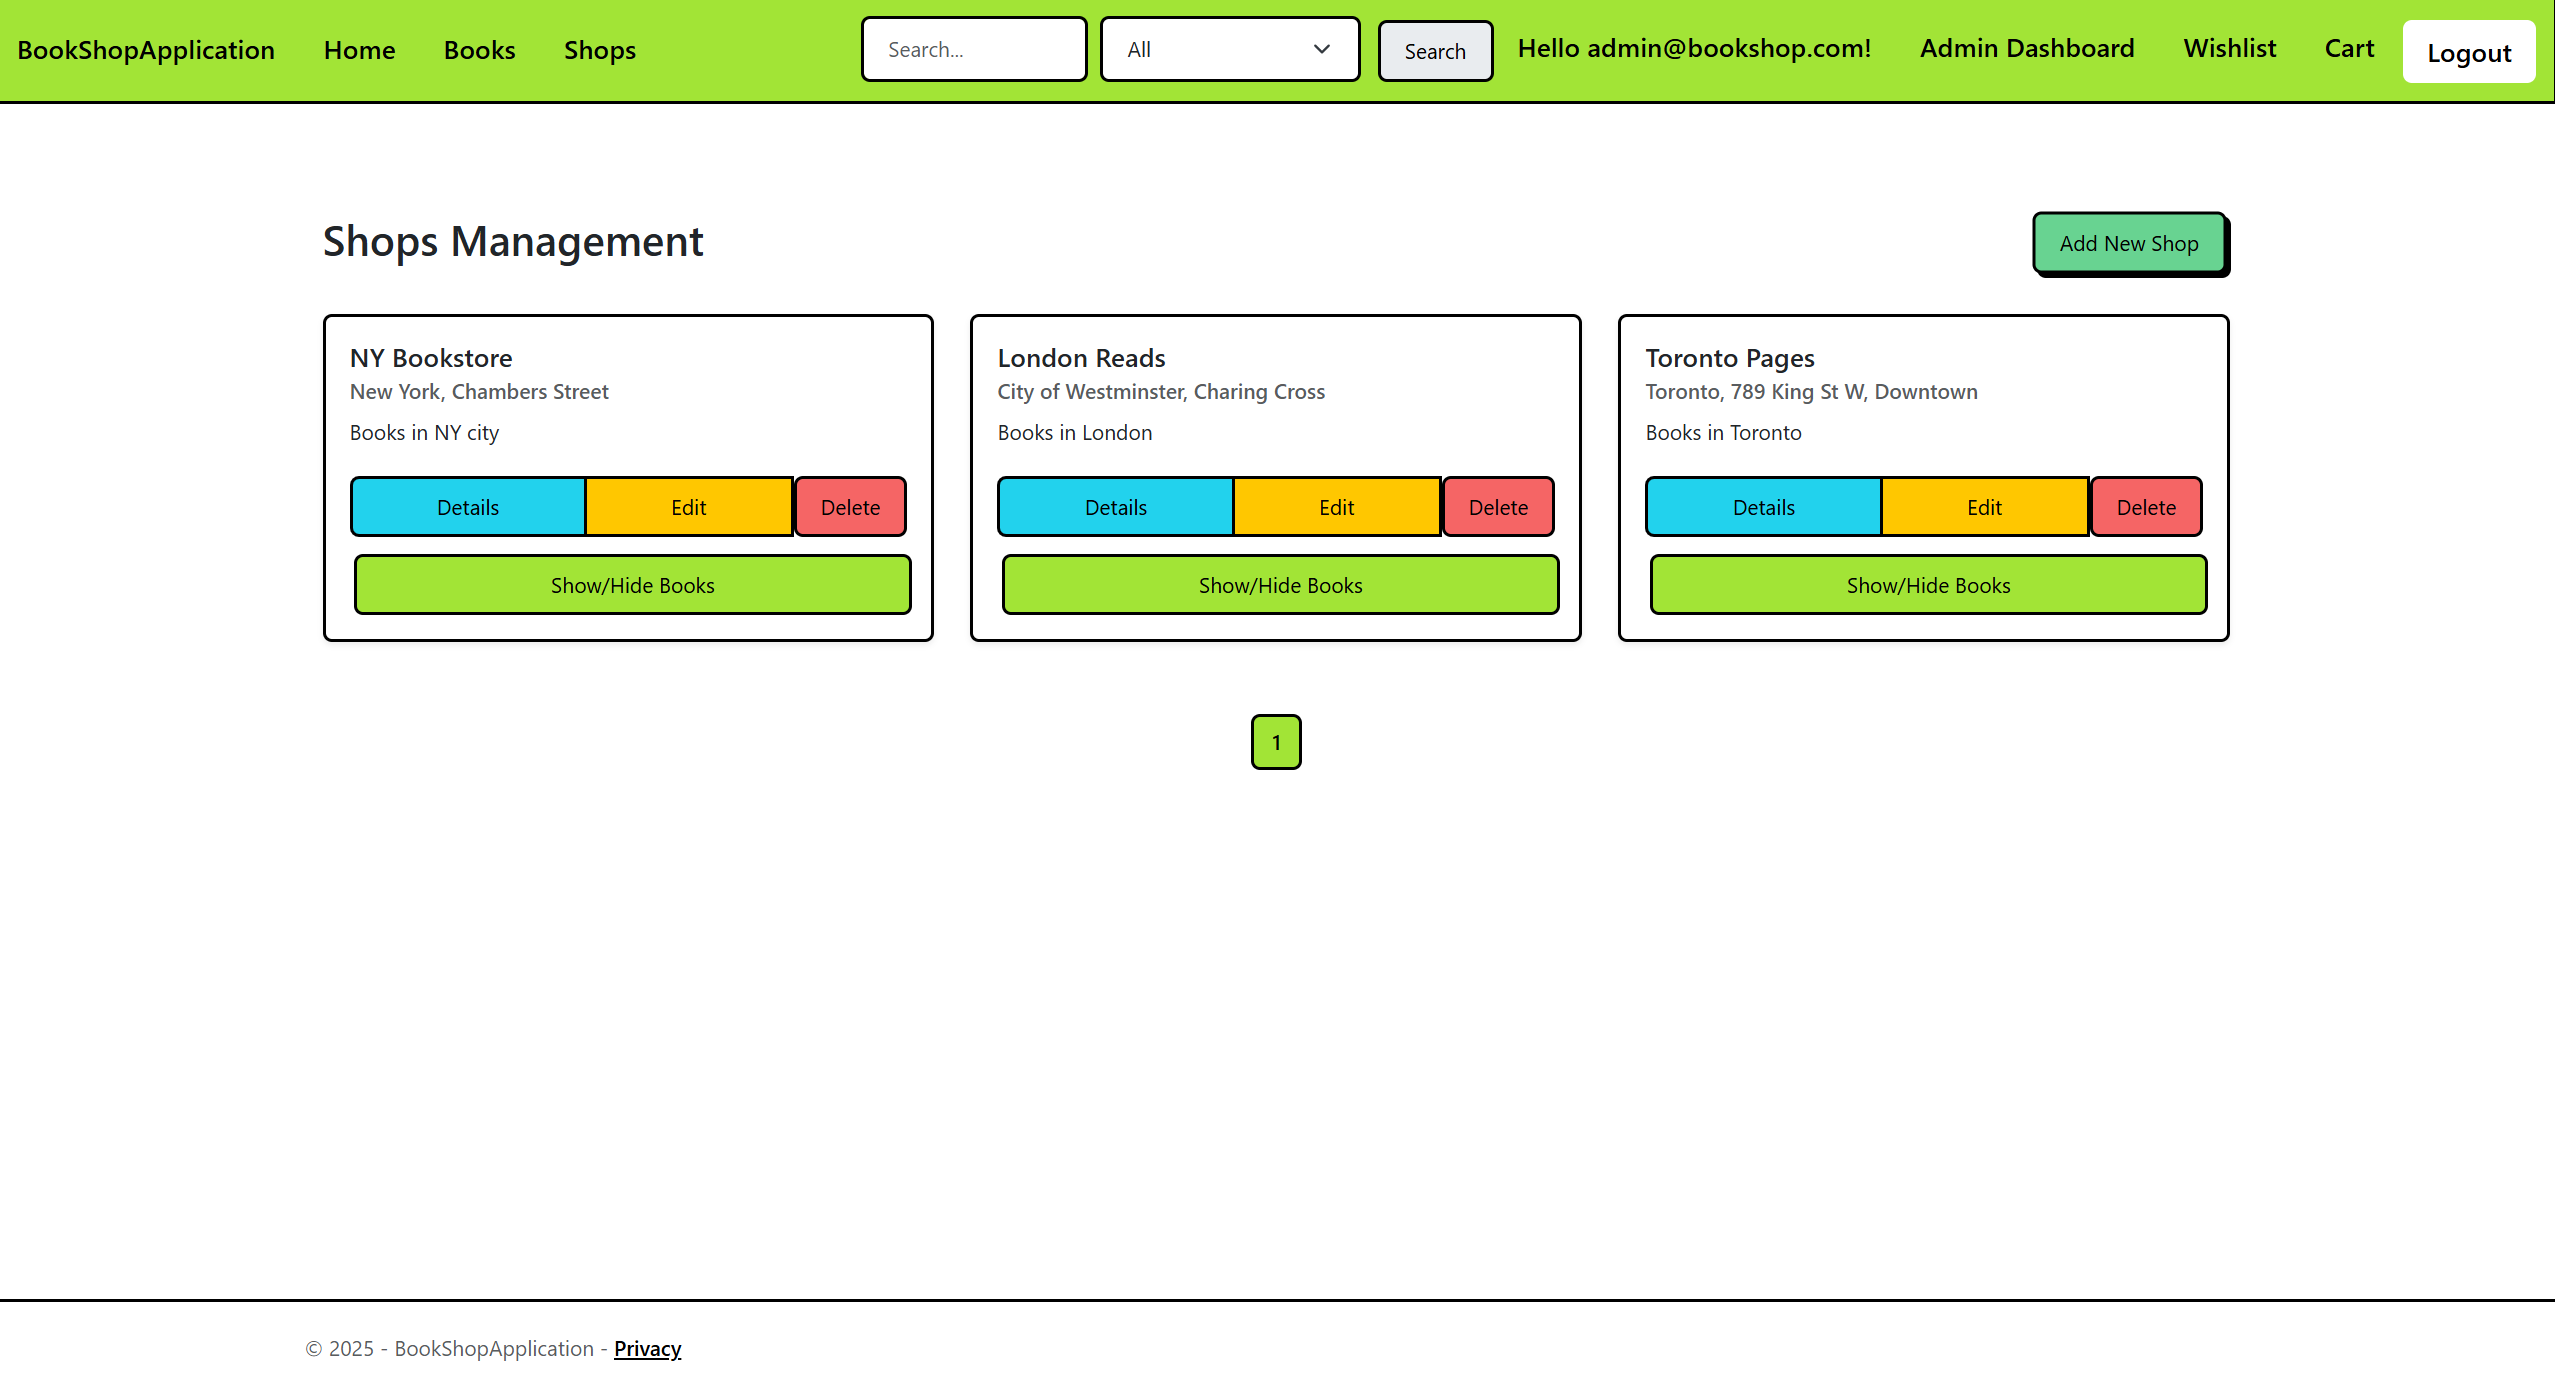 BookShopApplication Home Books Shops Search... All Search Hello admin@bookshop.com! Admin Dashboard Wishlist Cart Logout
Shops Management Add New Shop
NY Bookstore
New York, Chambers Street
Books in NY city
Details Edit Delete
Show/Hide Books
London Reads
City of Westminster, Charing Cross
Books in London
Details Edit Delete
Show/Hide Books
Toronto Pages
Toronto, 789 King St W, Downtown
Books in Toronto
Details Edit Delete
Show/Hide Books
1
© 2025 - BookShopApplication - Privacy